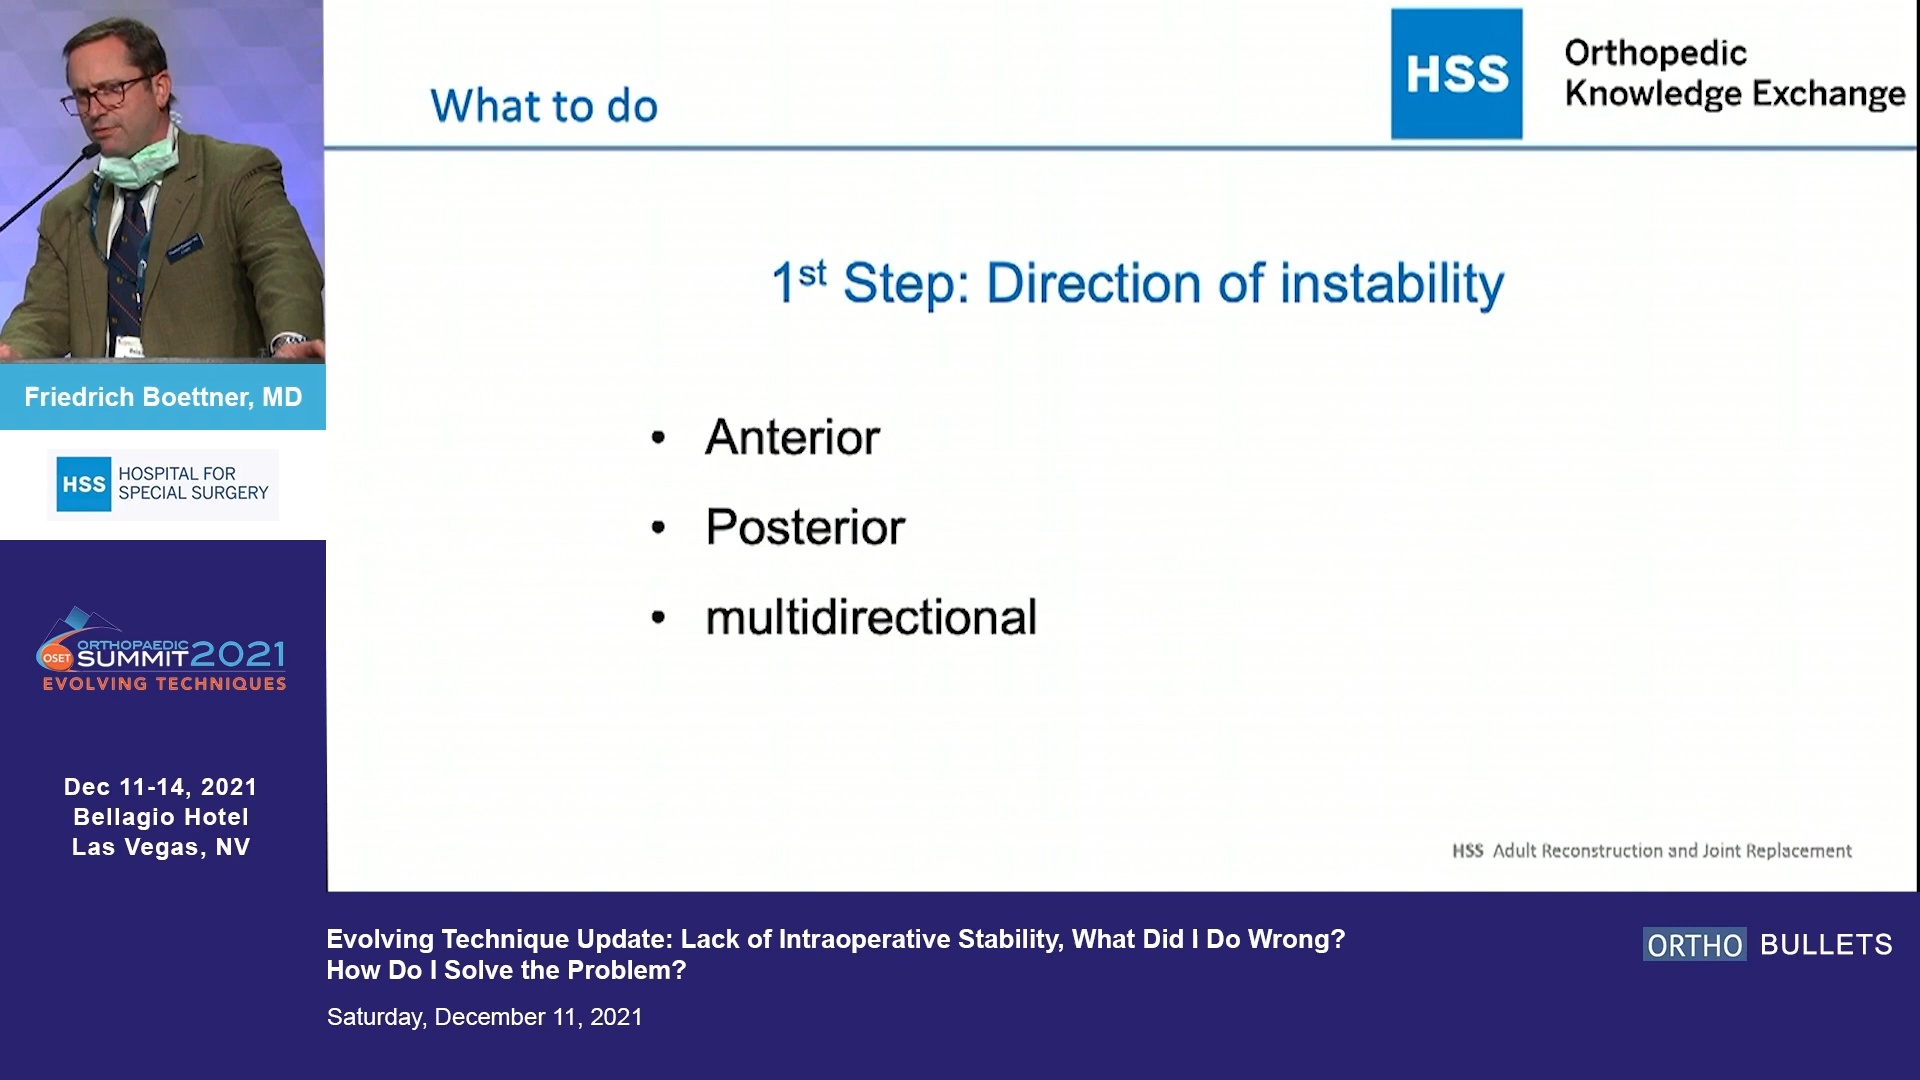 What to do
HSS
Orthopedic
Knowledge Exchange
1st Step: Direction of instability
• Anterior
• Posterior
• multidirectional
HSS Adult Reconstruction and Joint Replacement
Friedrich Boettner, MD
HSS
HOSPITAL FOR
SPECIAL SURGERY
OSET
ORTHOPAEDIC
SUMMIT 2021
EVOLVING TECHNIQUES
Dec 11-14, 2021
Bellagio Hotel
Las Vegas, NV
Evolving Technique Update: Lack of Intraoperative Stability, What Did I Do Wrong?
How Do I Solve the Problem?
Saturday, December 11, 2021
ORTHO BULLETS